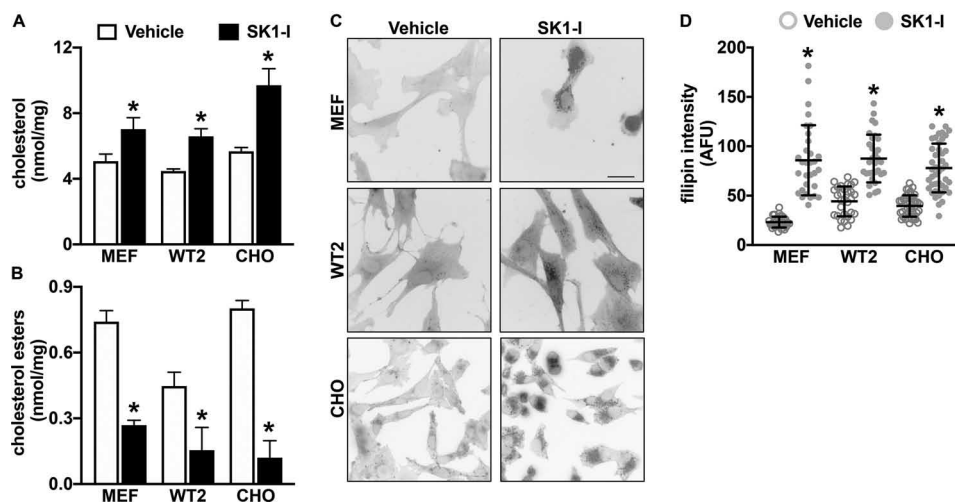 A
Vehicle
SK1-I
cholesterol
(nmol/mg)
12
8
4
0
*
*
*
MEF
WT2
CHO
B
cholesterol esters
(nmol/mg)
0.9
0.6
0.3
0.0
*
*
*
MEF
WT2
CHO
C
Vehicle
SK1-I
MEF
WT2
CHO
D
Vehicle
SK1-I
filipin intensity
(AFU)
200
150
100
50
0
*
*
*
MEF
WT2
CHO